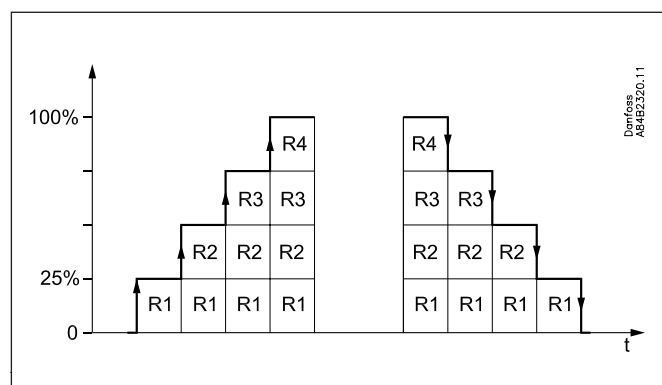 Danfoss
A84B2320.11
100%
R4 R4
R3 R3 R3 R3
R2 R2 R2 R2 R2 R2
25%
R1 R1 R1 R1 R1 R1 R1 R1
0
t